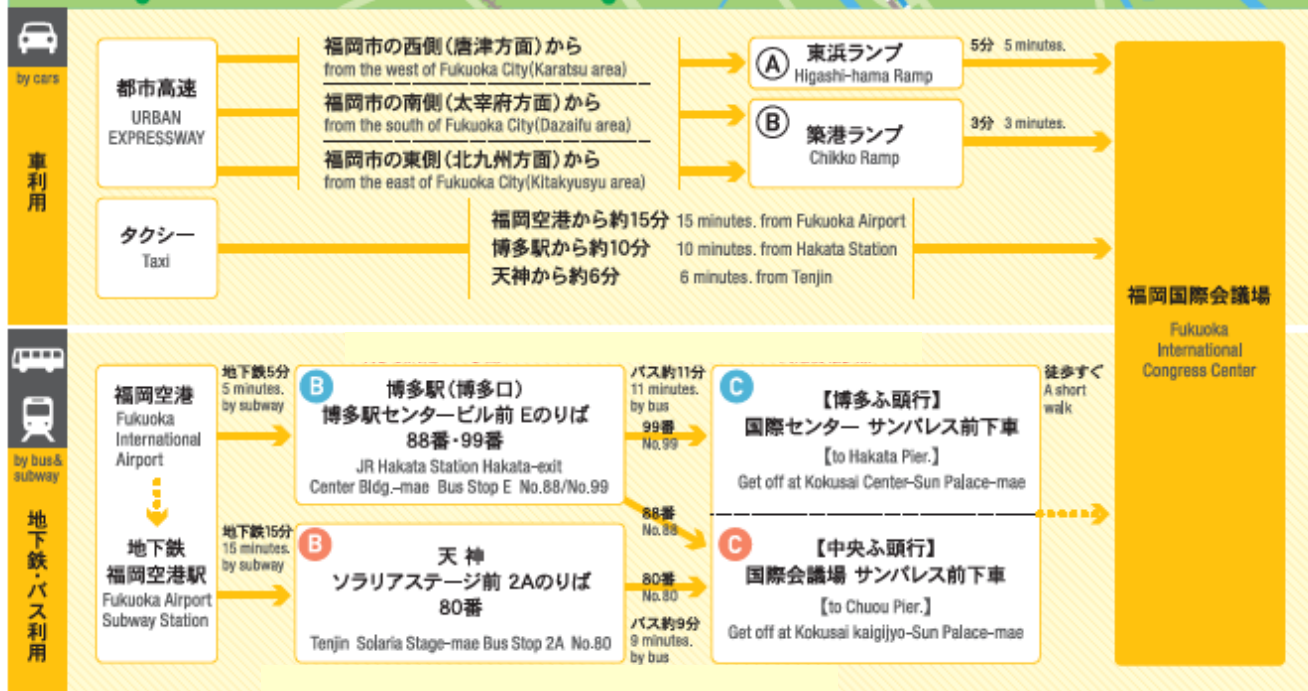 by cars
車利用
都市高速
URBAN
EXPRESSWAY
福岡市の西側(唐津方面)から
from the west of Fukuoka City(Karatsu area)
福岡市の南側(太宰府方面)から
from the south of Fukuoka City(Dazaifu area)
福岡市の東側(北九州方面)から
from the east of Fukuoka City(Kitakyusyu area)
A 東浜ランプ
Higashi-hama Ramp
5分 5 minutes.
B 築港ランプ
Chikko Ramp
3分 3 minutes.
タクシー
Taxi
福岡空港から約15分 15 minutes. from Fukuoka Airport
博多駅から約10分 10 minutes. from Hakata Station
天神から約6分 6 minutes. from Tenjin
福岡国際会議場
Fukuoka
International
Congress Center
by bus&
subway
地下鉄・バス利用
福岡空港
Fukuoka
International
Airport
地下鉄
福岡空港駅
Fukuoka Airport
Subway Station
地下鉄5分
5 minutes.
by subway
B 博多駅(博多口)
博多駅センタービル前 Eのりば
88番・99番
JR Hakata Station Hakata-exit
Center Bldg.-mae Bus Stop E No.88/No.99
バス約11分
11 minutes.
by bus
99番
No.99
88番
No.88
C 【博多ふ頭行】
国際センター サンパレス前下車
[to Hakata Pier.]
Get off at Kokusai Center-Sun Palace-mae
徒歩すぐ
A short
walk
地下鉄15分
15 minutes.
by subway
B 天神
ソラリアステージ前 2Aのりば
80番
Tenjin Solaria Stage-mae Bus Stop 2A No.80
80番
No.80
バス約9分
9 minutes.
by bus
C 【中央ふ頭行】
国際会議場 サンパレス前下車
[to Chuou Pier.]
Get off at Kokusai kaigijyo-Sun Palace-mae